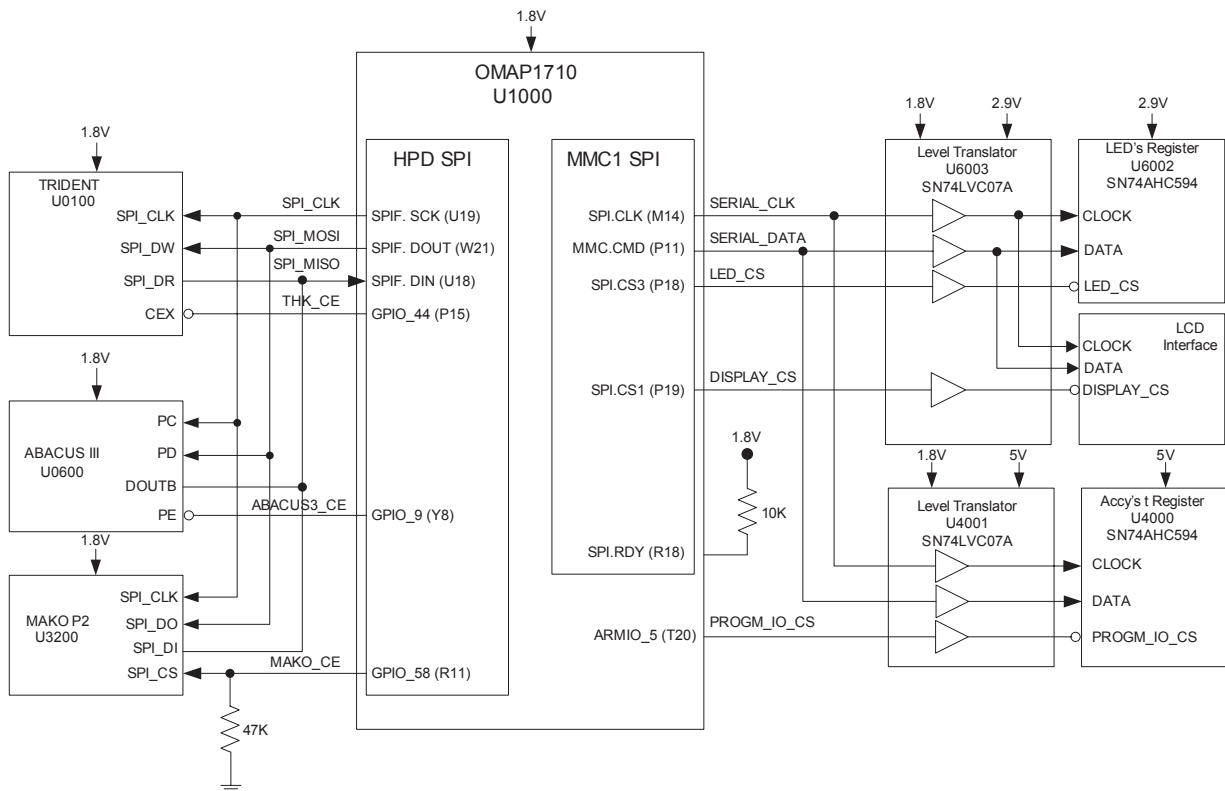 1.8V
OMAP1710
U1000
1.8V
TRIDENT
U0100
SPI_CLK
SPI_DW
SPI_DR
CEX
SPI_CLK
SPI_MOSI
SPI_MISO
THK_CE
HPD SPI
SPIF. SCK (U19)
SPIF. DOUT (W21)
SPIF. DIN (U18)
GPIO_44 (P15)
GPIO_9 (Y8)
GPIO_58 (R11)
1.8V
ABACUS III
U0600
PC
PD
DOUTB
PE
ABACUS3_CE
1.8V
MAKO P2
U3200
SPI_CLK
SPI_DO
SPI_DI
SPI_CS
MAKO_CE
47K
MMC1 SPI
SPI.CLK (M14)
MMC.CMD (P11)
SPI.CS3 (P18)
SPI.CS1 (P19)
SPI.RDY (R18)
ARMIO_5 (T20)
SERIAL_CLK
SERIAL_DATA
LED_CS
DISPLAY_CS
1.8V
10K
PROGM_IO_CS
1.8V
2.9V
Level Translator
U6003
SN74LVC07A
2.9V
LED's Register
U6002
SN74AHC594
CLOCK
DATA
LED_CS
LCD
Interface
CLOCK
DATA
DISPLAY_CS
1.8V
5V
Level Translator
U4001
SN74LVC07A
5V
Accy's t Register
U4000
SN74AHC594
CLOCK
DATA
PROGM_IO_CS